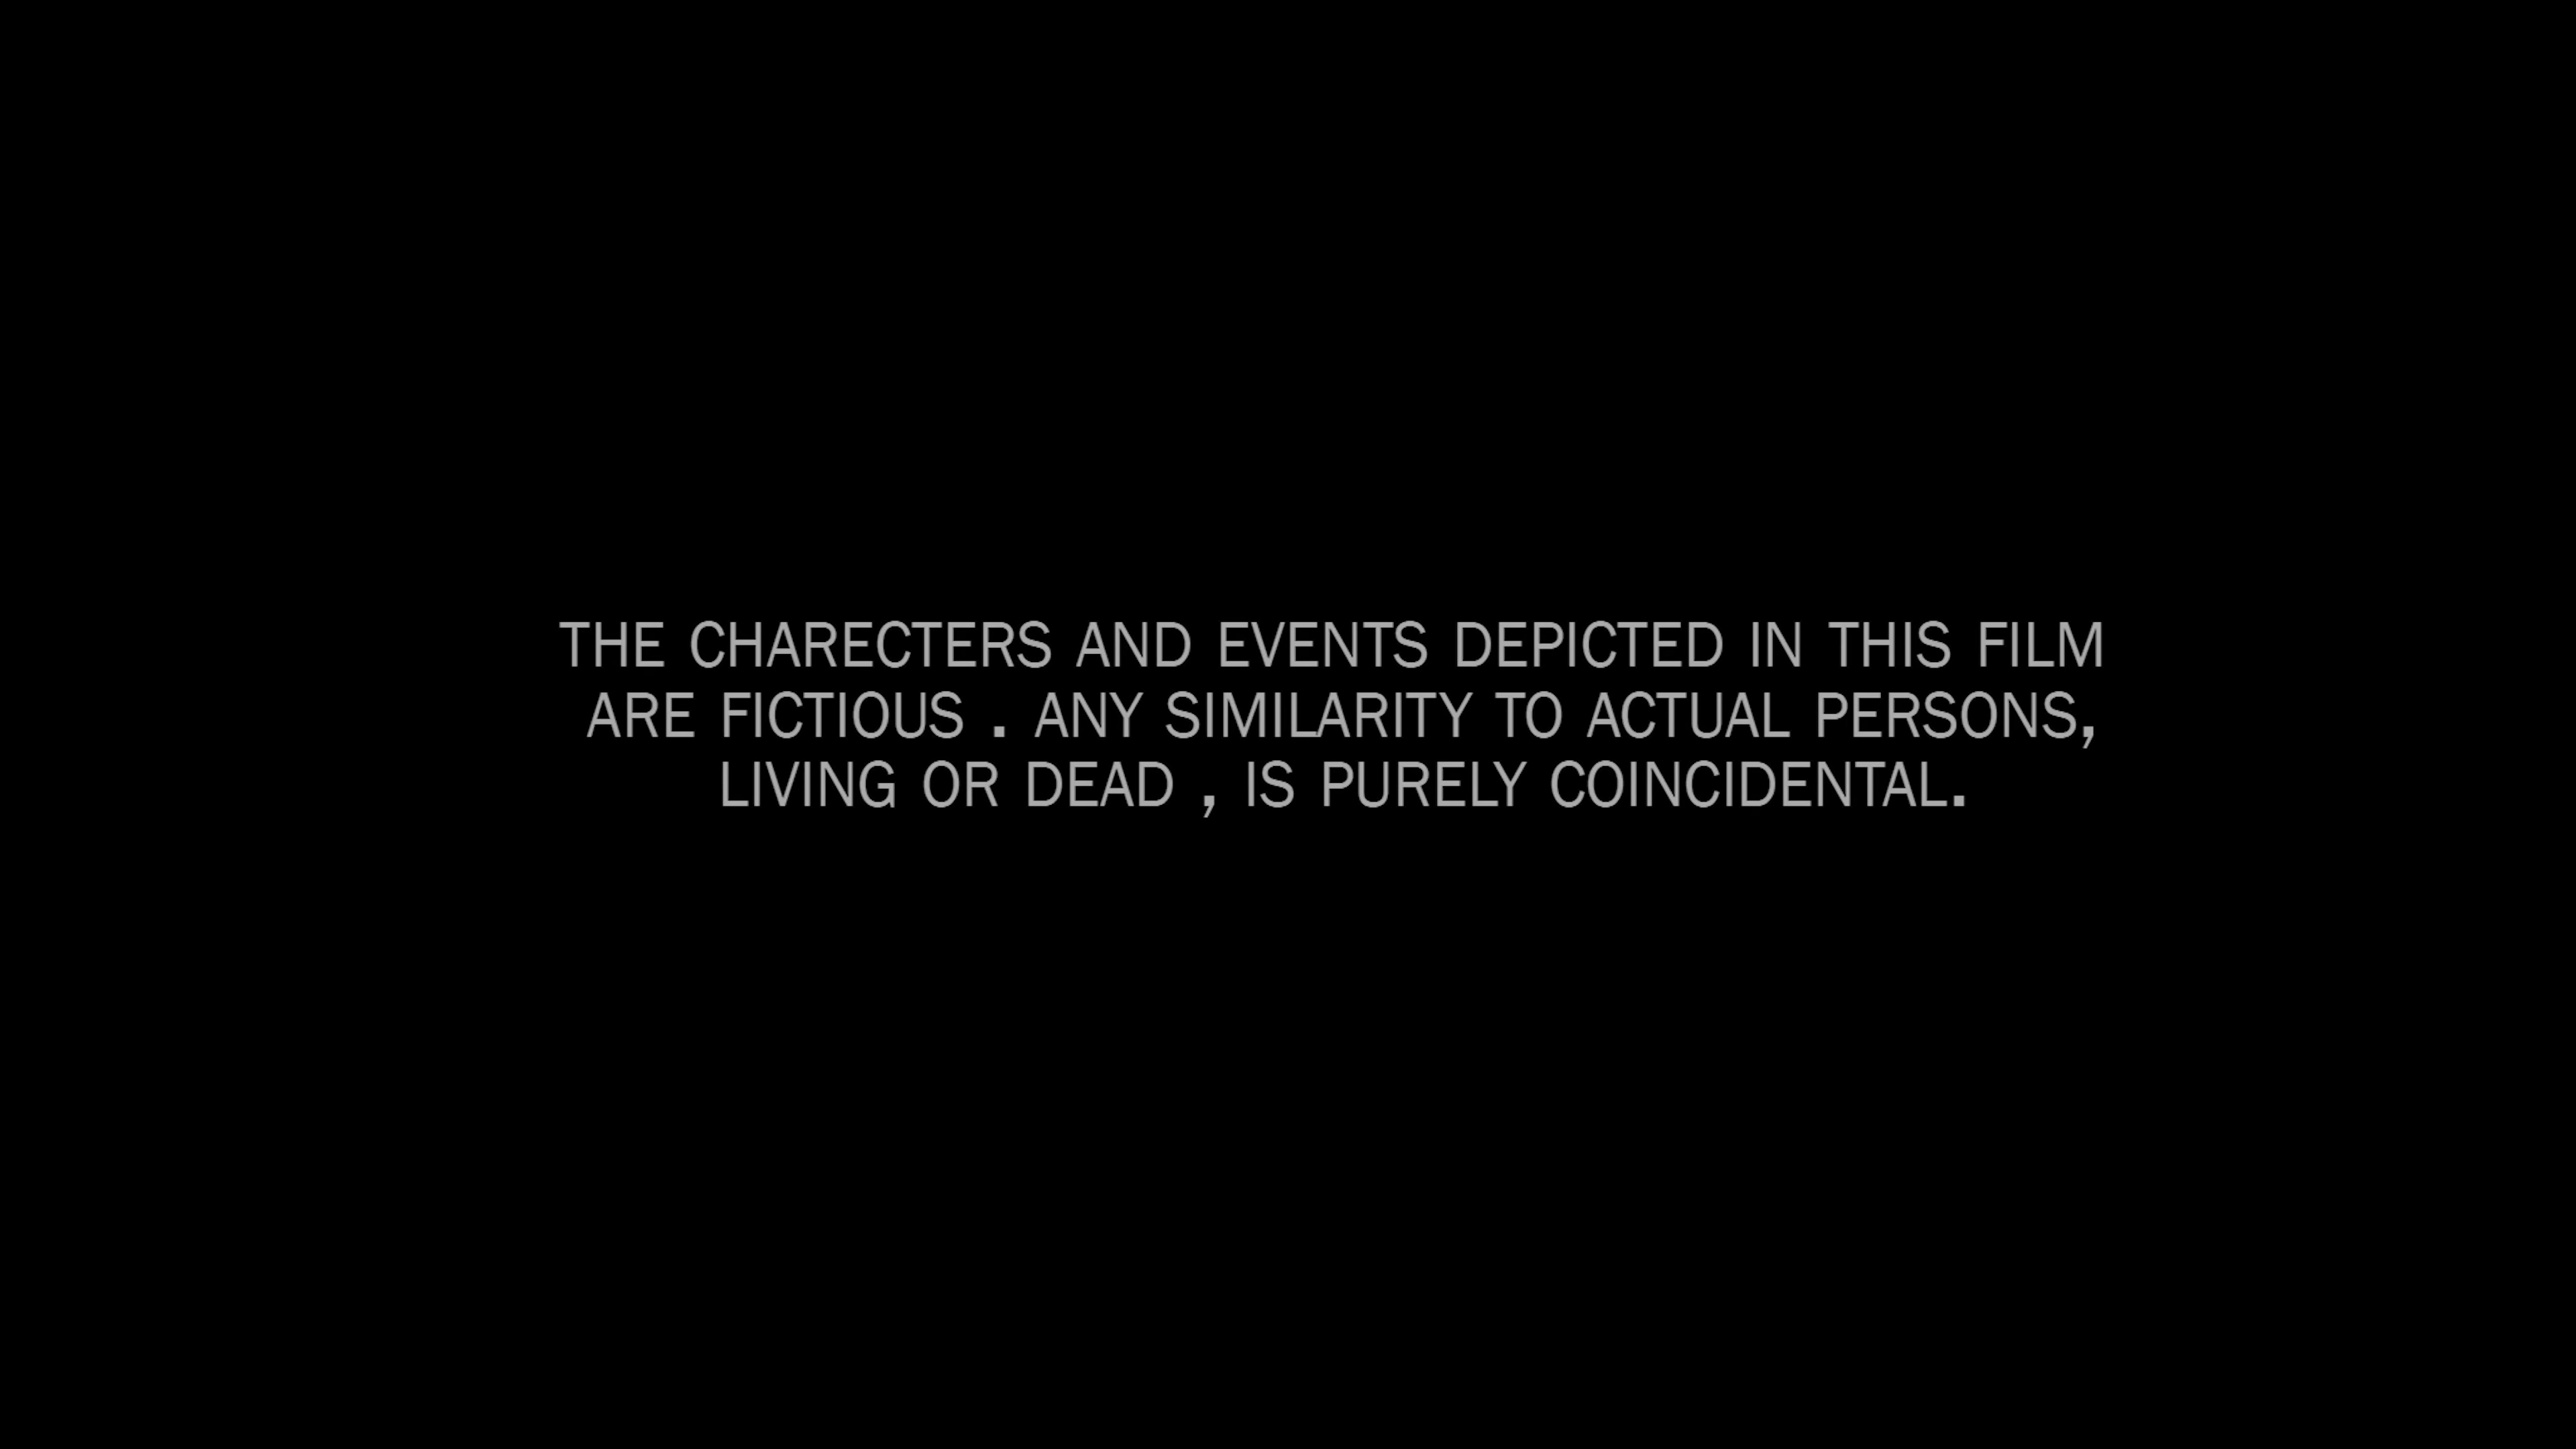 THE CHARECTERS AND EVENTS DEPICTED IN THIS FILM
ARE FICTIOUS . ANY SIMILARITY TO ACTUAL PERSONS,
LIVING OR DEAD , IS PURELY COINCIDENTAL.